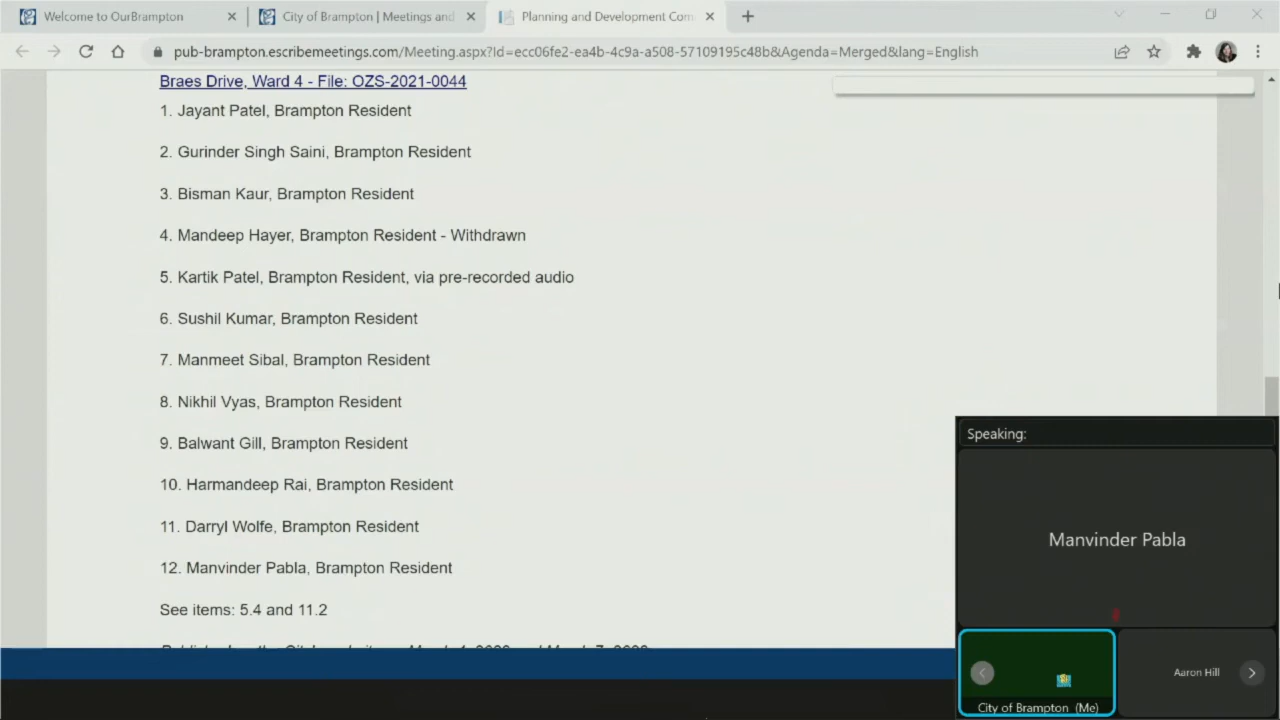 Welcome to OurBrampton
City of Brampton | Meetings and
Planning and Development Com
pub-brampton.escribemeetings.com/Meeting.aspx?Id=ecc06fe2-ea4b-4c9a-a508-57109195c48b&Agenda=Merged&lang=English
Braes Drive, Ward 4 - File: OZS-2021-0044
1. Jayant Patel, Brampton Resident
2. Gurinder Singh Saini, Brampton Resident
3. Bisman Kaur, Brampton Resident
4. Mandeep Hayer, Brampton Resident - Withdrawn
5. Kartik Patel, Brampton Resident, via pre-recorded audio
6. Sushil Kumar, Brampton Resident
7. Manmeet Sibal, Brampton Resident
8. Nikhil Vyas, Brampton Resident
9. Balwant Gill, Brampton Resident
10. Harmandeep Rai, Brampton Resident
11. Darryl Wolfe, Brampton Resident
12. Manvinder Pabla, Brampton Resident
See items: 5.4 and 11.2
Speaking:
Manvinder Pabla
City of Brampton (Me)
Aaron Hill